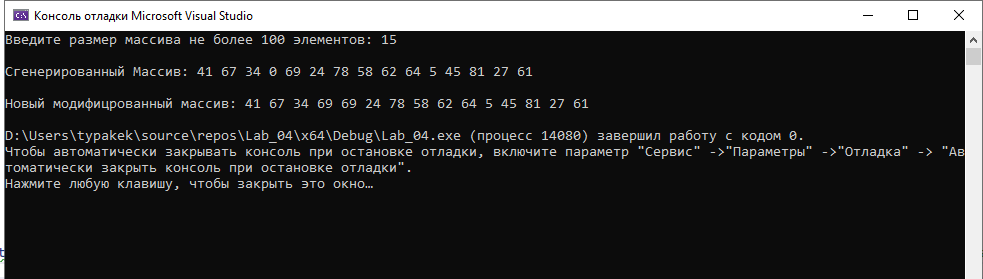 Консоль отладки Microsoft Visual Studio
Введите размер массива не более 100 элементов: 15
Сгенерированный Массив: 41 67 34 0 69 24 78 58 62 64 5 45 81 27 61
Новый модифицрованный массив: 41 67 34 69 69 24 78 58 62 64 5 45 81 27 61
D:\Users\typakek\source\repos\Lab_04\x64\Debug\Lab_04.exe (процесс 14080) завершил работу с кодом 0.
Чтобы автоматически закрывать консоль при остановке отладки, включите параметр "Сервис" ->"Параметры" ->"Отладка" -> "Ав
томатически закрыть консоль при остановке отладки".
Нажмите любую клавишу, чтобы закрыть это окно…